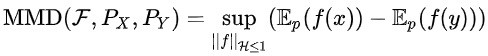 MMD(ℱ, P_X, P_Y) = sup_{||f||_ℋ≤1} (𝔼_p(f(x)) − 𝔼_p(f(y)))